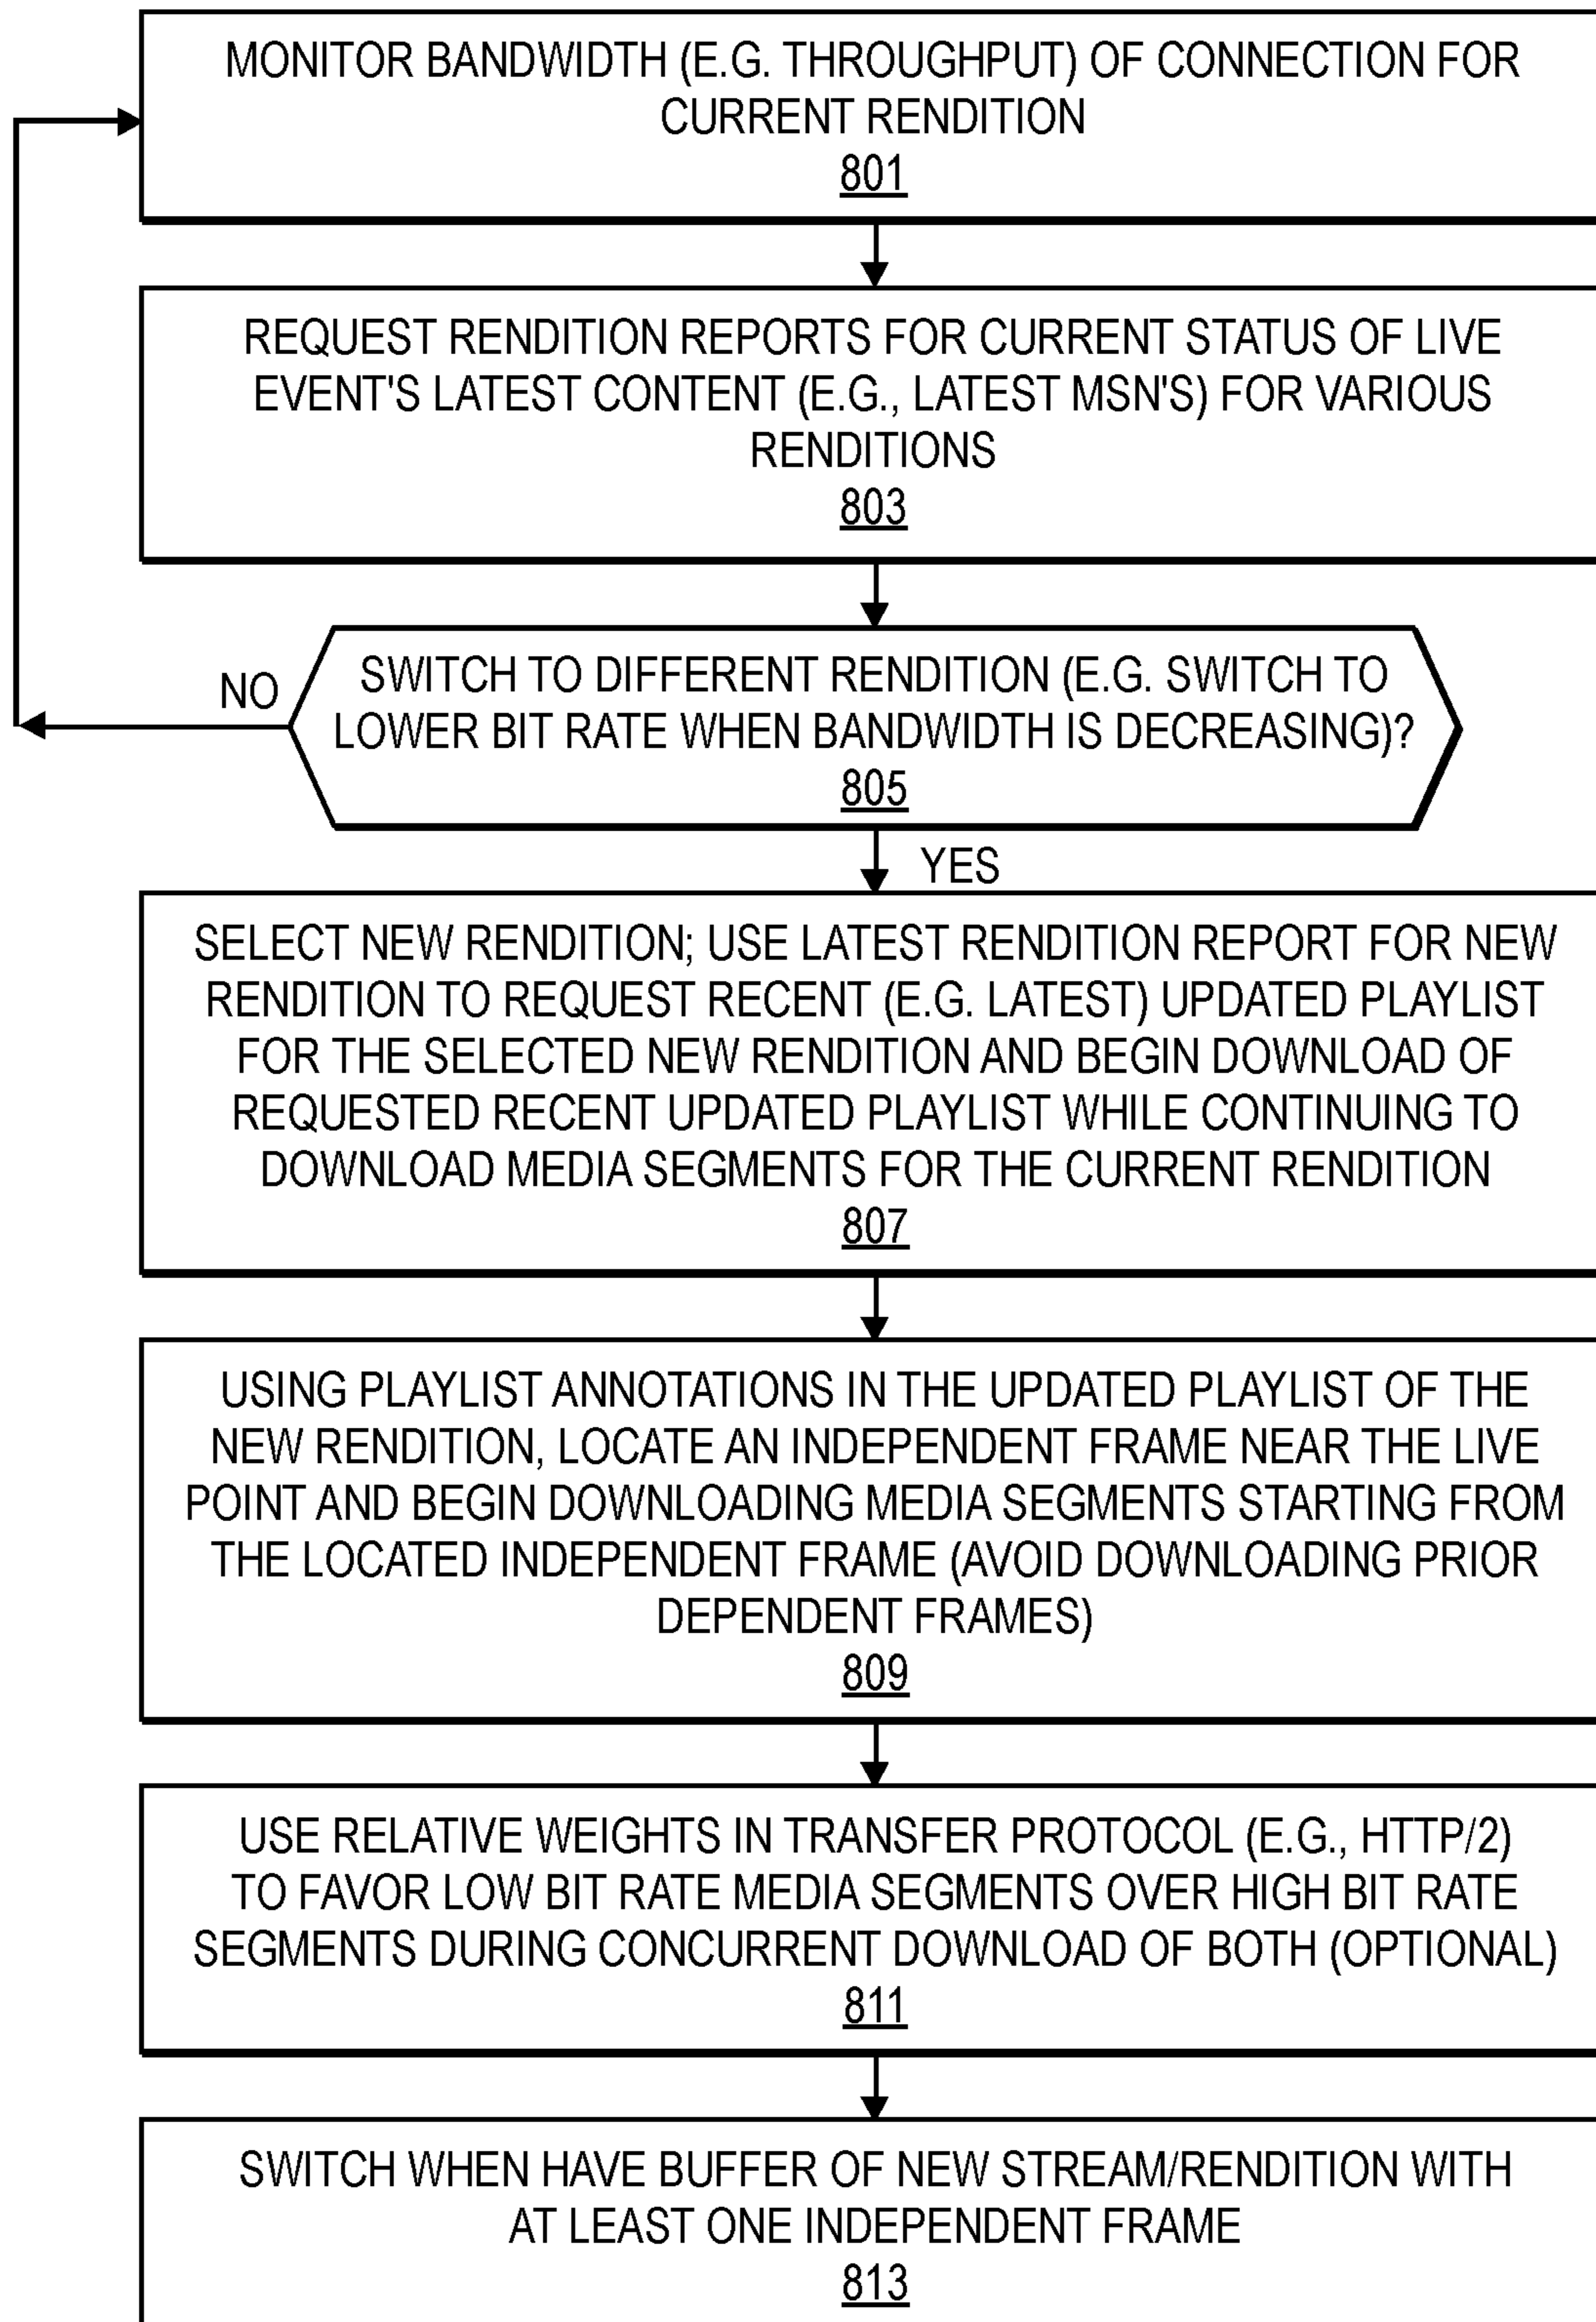 MONITOR BANDWIDTH (E.G. THROUGHPUT) OF CONNECTION FOR
CURRENT RENDITION
801
REQUEST RENDITION REPORTS FOR CURRENT STATUS OF LIVE
EVENT'S LATEST CONTENT (E.G., LATEST MSN'S) FOR VARIOUS
RENDITIONS
803
NO
SWITCH TO DIFFERENT RENDITION (E.G. SWITCH TO
LOWER BIT RATE WHEN BANDWIDTH IS DECREASING)?
805
YES
SELECT NEW RENDITION; USE LATEST RENDITION REPORT FOR NEW
RENDITION TO REQUEST RECENT (E.G. LATEST) UPDATED PLAYLIST
FOR THE SELECTED NEW RENDITION AND BEGIN DOWNLOAD OF
REQUESTED RECENT UPDATED PLAYLIST WHILE CONTINUING TO
DOWNLOAD MEDIA SEGMENTS FOR THE CURRENT RENDITION
807
USING PLAYLIST ANNOTATIONS IN THE UPDATED PLAYLIST OF THE
NEW RENDITION, LOCATE AN INDEPENDENT FRAME NEAR THE LIVE
POINT AND BEGIN DOWNLOADING MEDIA SEGMENTS STARTING FROM
THE LOCATED INDEPENDENT FRAME (AVOID DOWNLOADING PRIOR
DEPENDENT FRAMES)
809
USE RELATIVE WEIGHTS IN TRANSFER PROTOCOL (E.G., HTTP/2)
TO FAVOR LOW BIT RATE MEDIA SEGMENTS OVER HIGH BIT RATE
SEGMENTS DURING CONCURRENT DOWNLOAD OF BOTH (OPTIONAL)
811
SWITCH WHEN HAVE BUFFER OF NEW STREAM/RENDITION WITH
AT LEAST ONE INDEPENDENT FRAME
813